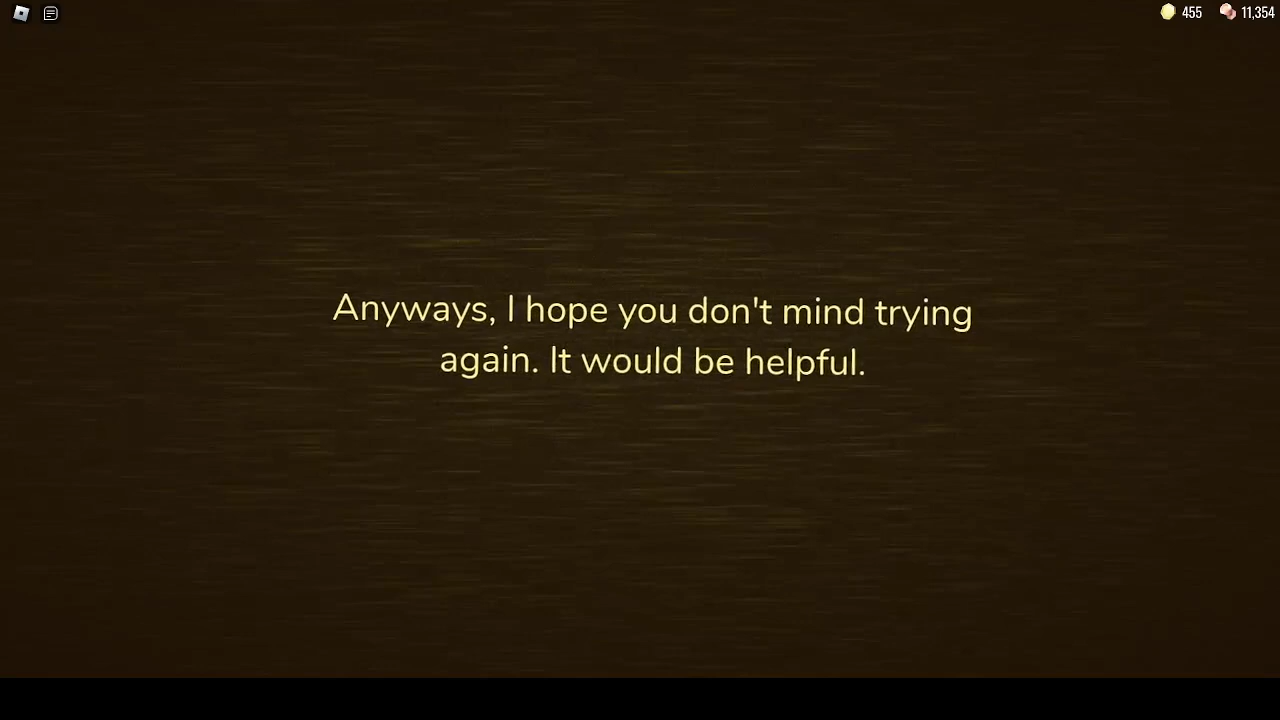 455 11,354
Anyways, I hope you don't mind trying
again. It would be helpful.